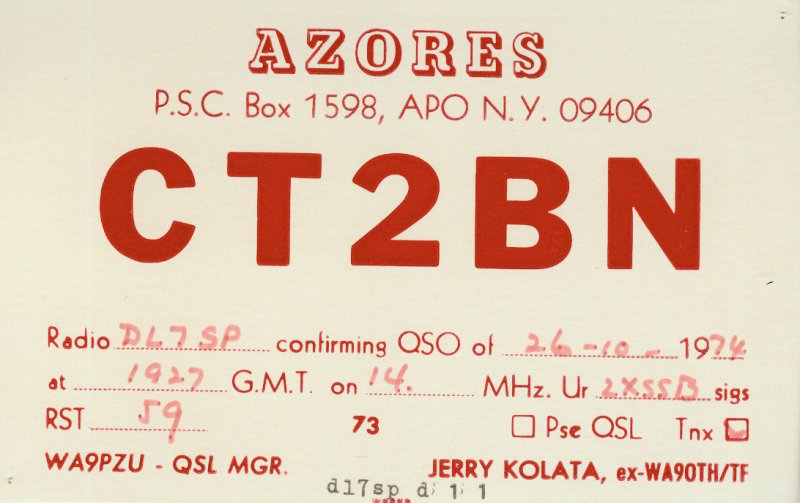 AZORES
P.S.C. Box 1598, APO N.Y. 09406
CT2BN
Radio DL7SP confirming QSO of 26-10- 1974
at 1927 G.M.T. on 14. MHz. Ur 2XSSB sigs
RST 59 73 Pse QSL Tnx
WA9PZU - QSL MGR. JERRY KOLATA, ex-WA9OTH/TF
dl7sp d 1 1